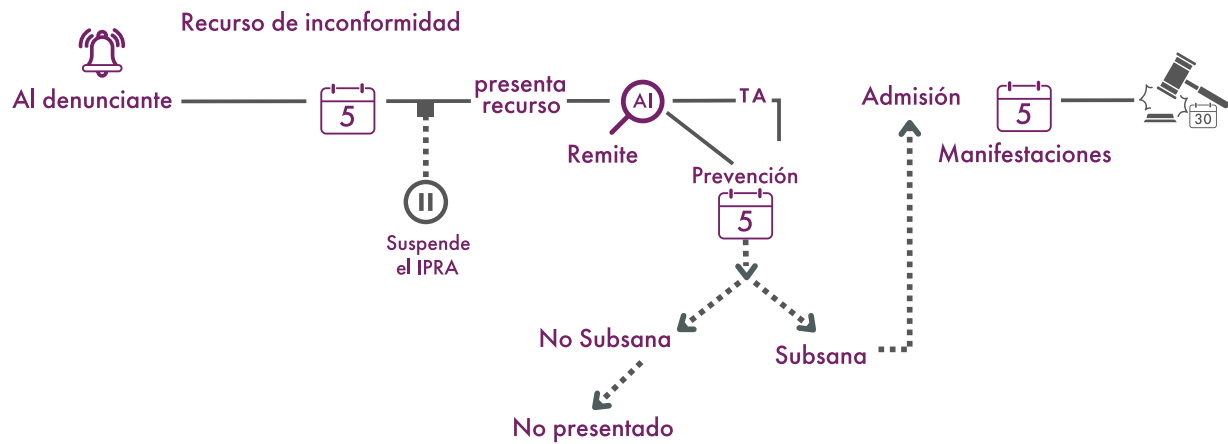 Recurso de inconformidad
Al denunciante
5
presenta
recurso
AI
Remite
TA
Suspende
el IPRA
Prevención
5
No Subsana
Subsana
No presentado
Admisión
5
Manifestaciones
30